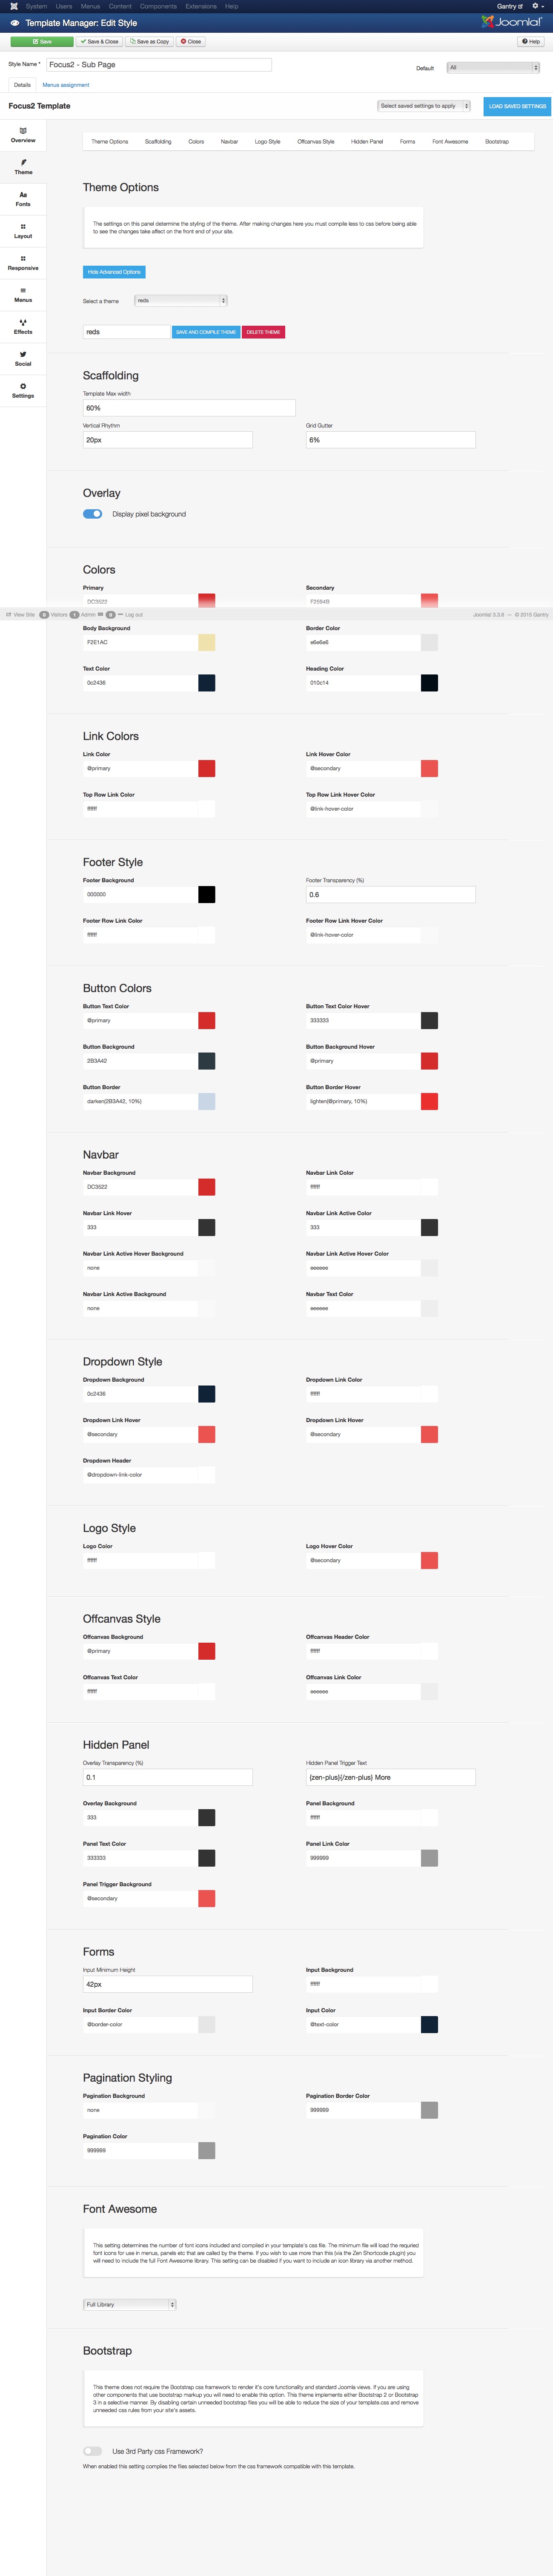 System Users Menus Content Components Extensions Help Gantry
Template Manager: Edit Style Joomla!
Save Save & Close Save as Copy Close Help
Style Name * Focus2 - Sub Page Default All
Details Menus assignment
Focus2 Template Select saved settings to apply LOAD SAVED SETTINGS
Overview
Theme
Aa
Fonts
Layout
Responsive
Menus
Effects
Social
Settings
Theme Options Scaffolding Colors Navbar Logo Style Offcanvas Style Hidden Panel Forms Font Awesome Bootstrap
Theme Options
The settings on this panel determine the styling of the theme. After making changes here you must compile less to css before being able
to see the changes take affect on the front end of your site.
Hide Advanced Options
Select a theme reds
reds SAVE AND COMPILE THEME DELETE THEME
Scaffolding
Template Max width
60%
Vertical Rhythm Grid Gutter
20px 6%
Overlay
Display pixel background
Colors
Primary Secondary
DC3522 F2594B
View Site 0 Visitors 1 Admin 0 Log out Joomla! 3.3.6 — © 2015 Gantry
Body Background Border Color
F2E1AC e6e6e6
Text Color Heading Color
0c2436 010c14
Link Colors
Link Color Link Hover Color
@primary @secondary
Top Row Link Color Top Row Link Hover Color
ffffff @link-hover-color
Footer Style
Footer Background Footer Transparency (%)
000000 0.6
Footer Row Link Color Footer Row Link Hover Color
ffffff @link-hover-color
Button Colors
Button Text Color Button Text Color Hover
@primary 333333
Button Background Button Background Hover
2B3A42 @primary
Button Border Button Border Hover
darken(2B3A42, 10%) lighten(@primary, 10%)
Navbar
Navbar Background Navbar Link Color
DC3522 ffffff
Navbar Link Hover Navbar Link Active Color
333 333
Navbar Link Active Hover Background Navbar Link Active Hover Color
none eeeeee
Navbar Link Active Background Navbar Text Color
none eeeeee
Dropdown Style
Dropdown Background Dropdown Link Color
0c2436 ffffff
Dropdown Link Hover Dropdown Link Hover
@secondary @secondary
Dropdown Header
@dropdown-link-color
Logo Style
Logo Color Logo Hover Color
ffffff @secondary
Offcanvas Style
Offcanvas Background Offcanvas Header Color
@primary ffffff
Offcanvas Text Color Offcanvas Link Color
ffffff eeeeee
Hidden Panel
Overlay Transparency (%) Hidden Panel Trigger Text
0.1 {zen-plus}{/zen-plus} More
Overlay Background Panel Background
333 ffffff
Panel Text Color Panel Link Color
333333 999999
Panel Trigger Background
@secondary
Forms
Input Minimum Height Input Background
42px ffffff
Input Border Color Input Color
@border-color @text-color
Pagination Styling
Pagination Background Pagination Border Color
none 999999
Pagination Color
999999
Font Awesome
This setting determines the number of font icons included and compiled in your template's css file. The minimum file will load the required
font icons for use in menus, panels etc that are called by the theme. If you wish to use more than this (via the Zen Shortcode plugin) you
will need to include the full Font Awesome library. This setting can be disabled if you want to include an icon library via another method.
Full Library
Bootstrap
This theme does not require the Bootstrap css framework to render it's core functionality and standard Joomla views. If you are using
other components that use bootstrap markup you will need to enable this option. This theme implements either Bootstrap 2 or Bootstrap
3 in a selective manner. By disabling certain unneeded bootstrap files you will be able to reduce the size of your template.css and remove
unneeded css rules from your site's assets.
Use 3rd Party css Framework?
When enabled this setting compiles the files selected below from the css framework compatible with this template.